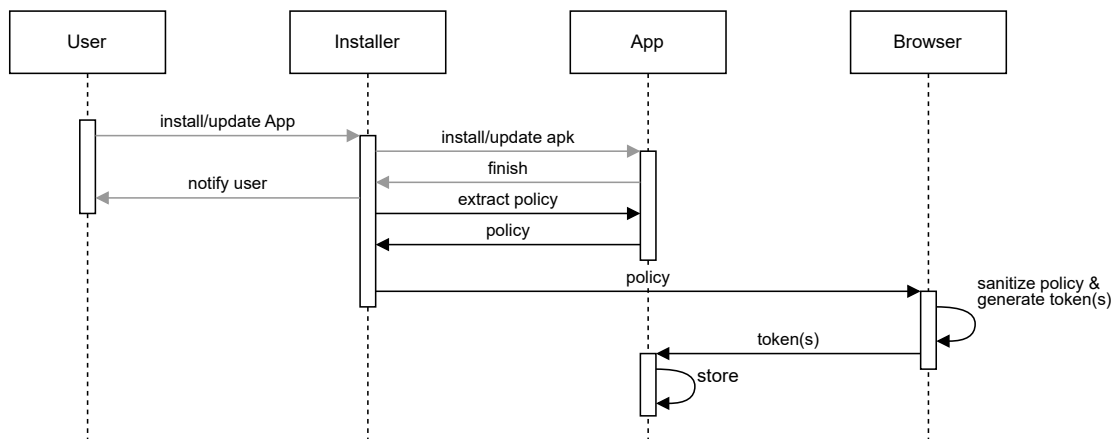 User
Installer
App
Browser
install/update App
install/update apk
finish
notify user
extract policy
policy
policy
sanitize policy &
generate token(s)
token(s)
store